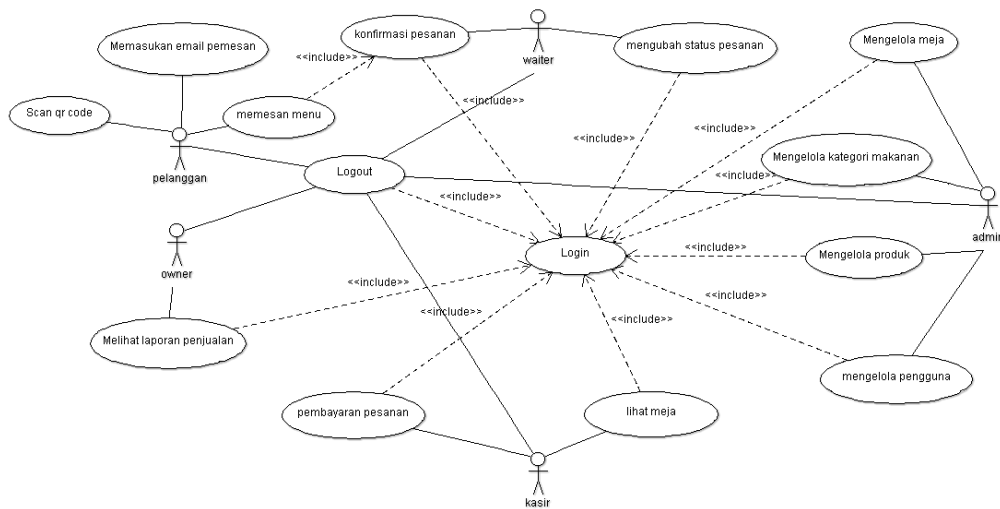 Memasukan email pemesan
konfirmasi pesanan
waiter
mengubah status pesanan
Mengelola meja
<<include>>
Scan qr code
memesan menu
<<include>>
<<include>>
<<include>>
pelanggan
Logout
Mengelola kategori makanan
<<include>>
<<include>>
admin
owner
Login
<<include>>
Mengelola produk
<<include>>
<<include>>
<<include>>
<<include>>
<<include>>
Melihat laporan penjualan
mengelola pengguna
pembayaran pesanan
lihat meja
kasir